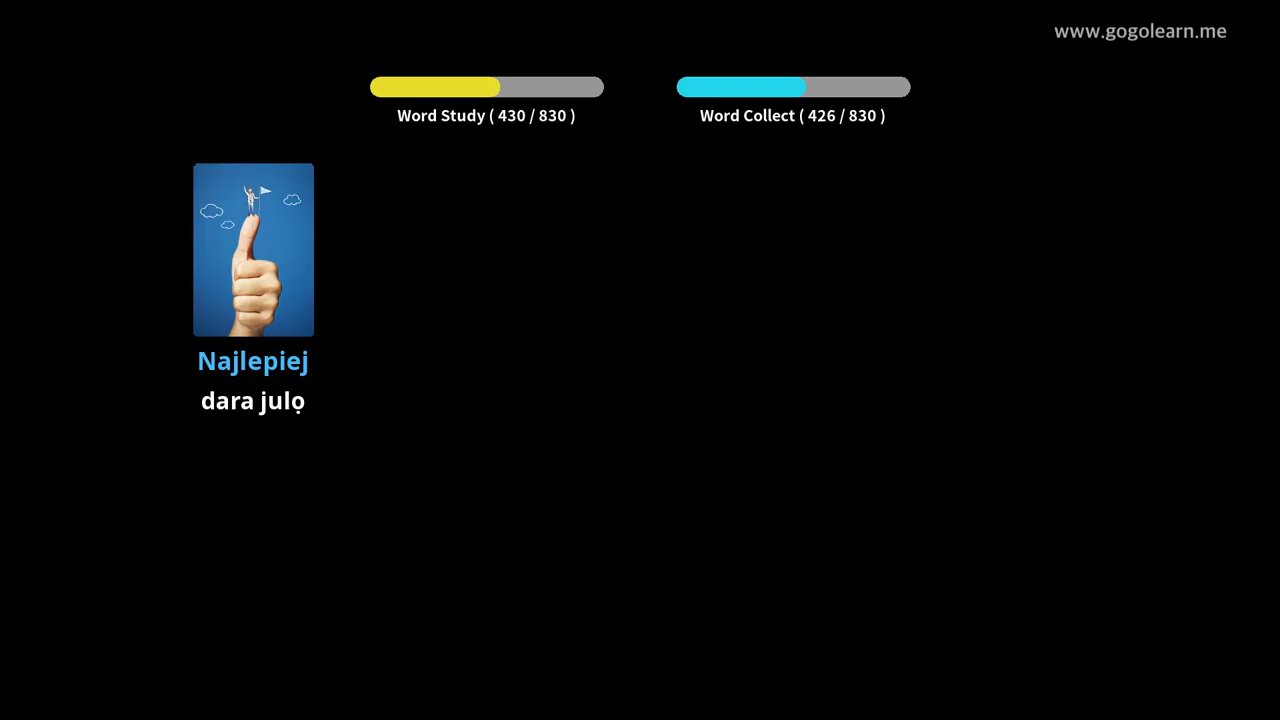 www.gogolearn.me
Word Study ( 430 / 830 )
Word Collect ( 426 / 830 )
Najlepiej
dara julọ